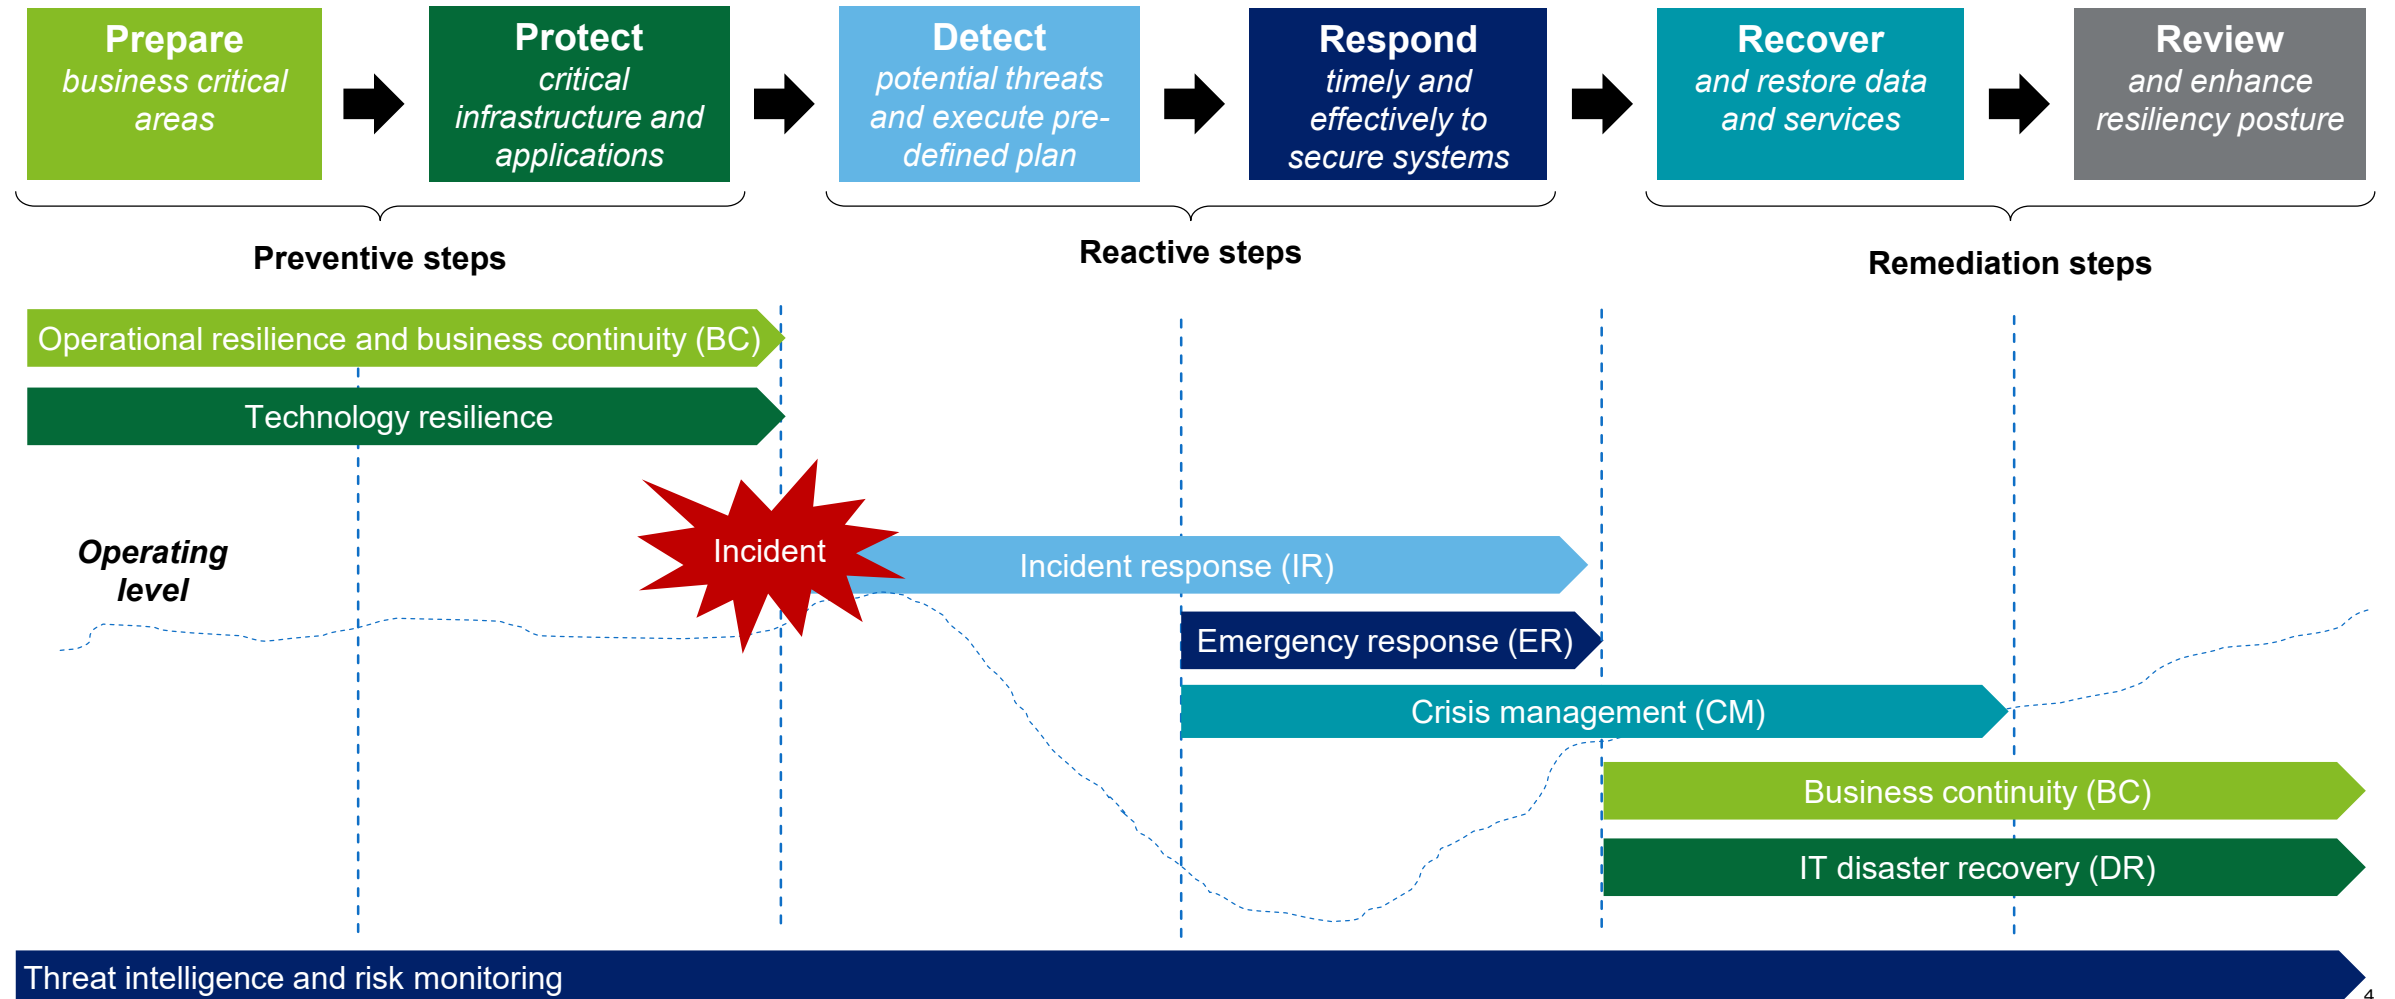 Prepare
business critical
areas
Protect
critical
infrastructure and
applications
Detect
potential threats
and execute pre-
defined plan
Respond
timely and
effectively to
secure systems
Recover
and restore data
and services
Review
and enhance
resiliency posture
Preventive steps
Reactive steps
Remediation steps
Operational resilience and business continuity (BC)
Technology resilience
Operating
level
Incident
Incident response (IR)
Emergency response (ER)
Crisis management (CM)
Business continuity (BC)
IT disaster recovery (DR)
Threat intelligence and risk monitoring
4